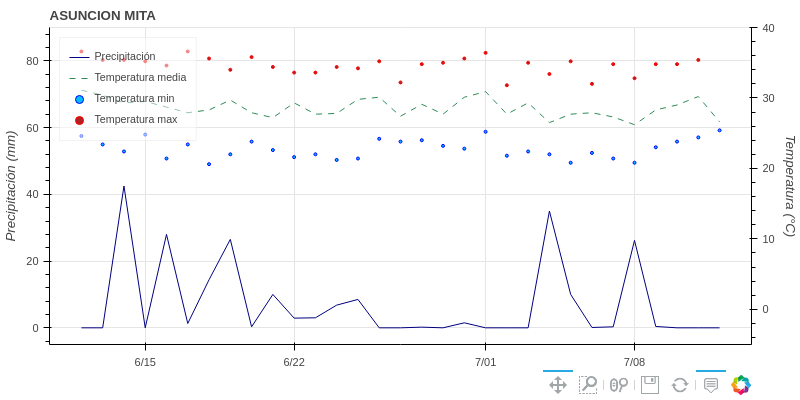 ASUNCION MITA
Precipitación
Temperatura media
Temperatura min
Temperatura max
Precipitación (mm)
80
60
40
20
0
40
30
20
10
0
Temperatura (°C)
6/15
6/22
7/01
7/08